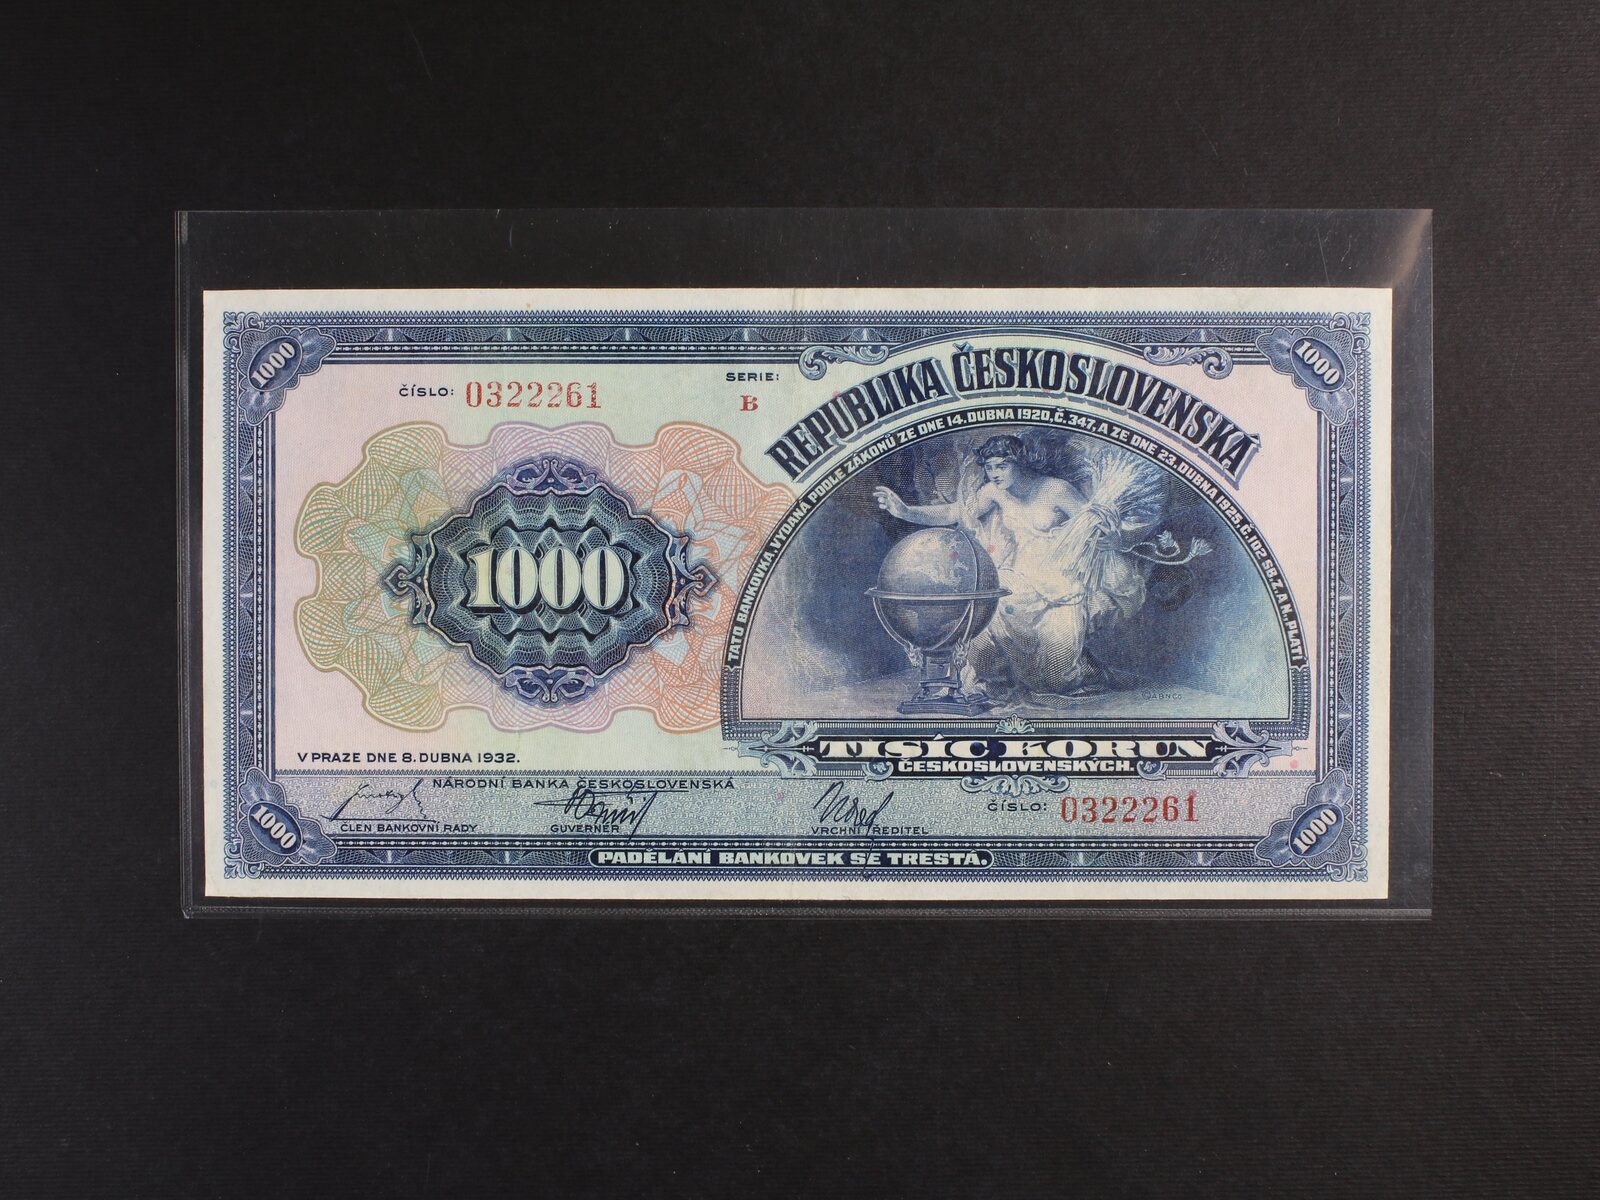 1000
1000
ČÍSLO: 0322261
SERIE:
B
REPUBLIKA ČESKOSLOVENSKÁ
TATO BANKOVKA, VYDANÁ PODLE ZÁKONŮ ZE DNE 14. DUBNA 1920, Č. 347, A ZE DNE 23. DUBNA 1925, Č. 102 SB. Z. A N., PLATÍ
1000
ABNCo
TISÍC KORUN
ČESKOSLOVENSKÝCH.
V PRAZE DNE 8. DUBNA 1932.
NÁRODNÍ BANKA ČESKOSLOVENSKÁ
ČÍSLO: 0322261
ČLEN BANKOVNÍ RADY
GUVERNÉR
VRCHNÍ ŘEDITEL
1000
1000
PADĚLÁNÍ BANKOVEK SE TRESTÁ.